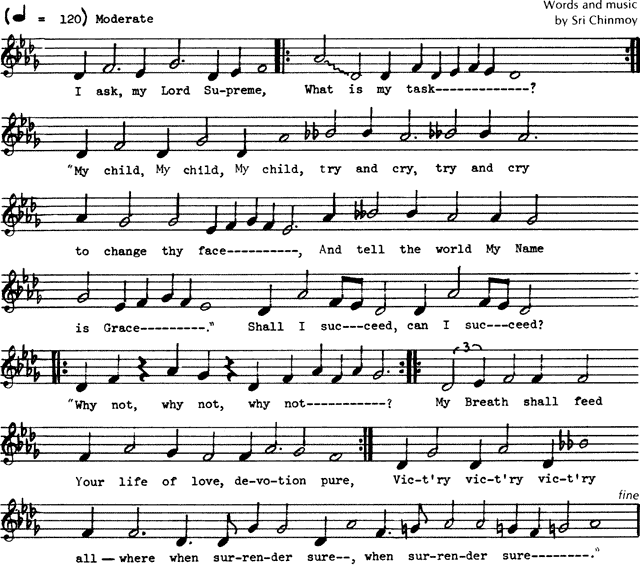 Words and music
by Sri Chinmoy
( = 120) Moderate
I ask, my Lord Su-preme, What is my task-------------?
"My child, My child, My child, try and cry, try and cry
to change thy face----------, And tell the world My Name
is Grace---------." Shall I suc---ceed, can I suc---ceed?
3
"Why not, why not, why not-----------? My Breath shall feed
Your life of love, de-vo-tion pure, Vic-t'ry vic-t'ry vic-t'ry
fine
all — where when sur-ren-der sure--, when sur-ren-der sure--------."